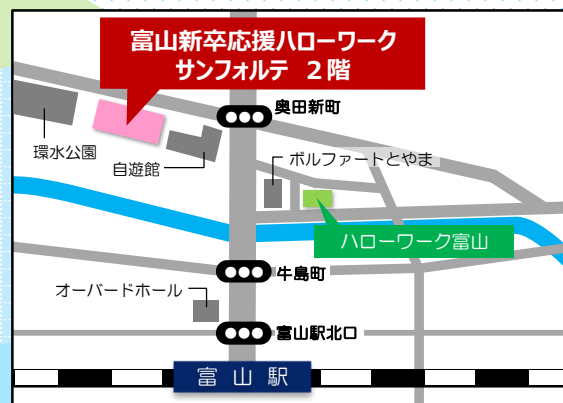 富山新卒応援ハローワーク
サンフォルテ 2階
奥田新町
環水公園
自遊館
ボルファートとやま
ハローワーク富山
牛島町
オーバードホール
富山駅北口
富山駅